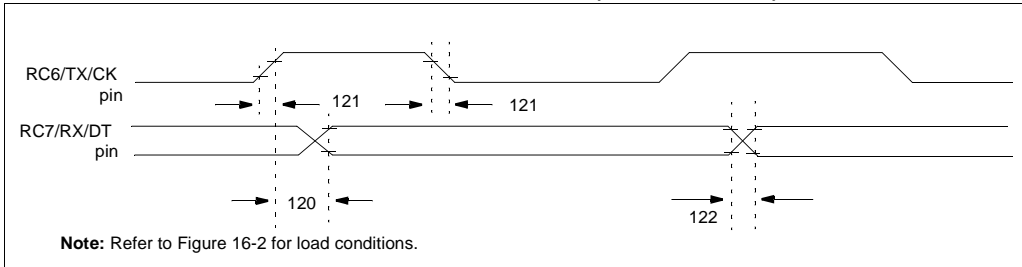 RC6/TX/CK
pin
121
121
RC7/RX/DT
pin
120
122
Note: Refer to Figure 16-2 for load conditions.